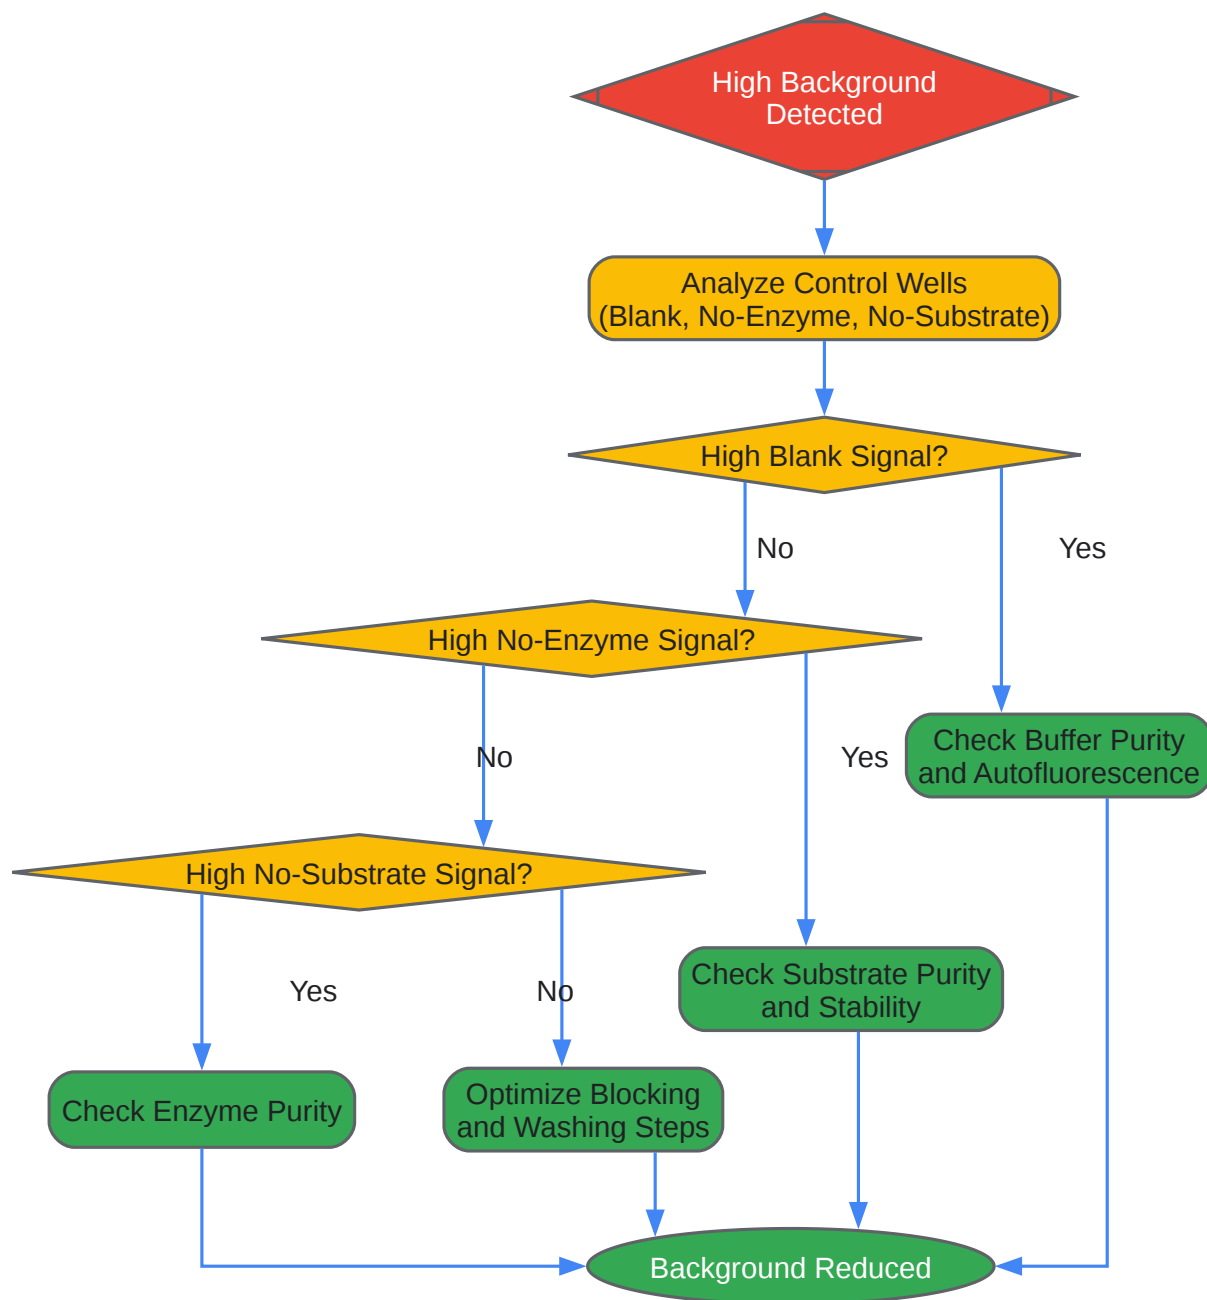 High Background
Detected
Analyze Control Wells
(Blank, No-Enzyme, No-Substrate)
High Blank Signal?
No
Yes
High No-Enzyme Signal?
No
Yes
Check Buffer Purity
and Autofluorescence
High No-Substrate Signal?
Yes
No
Check Substrate Purity
and Stability
Check Enzyme Purity
Optimize Blocking
and Washing Steps
Background Reduced